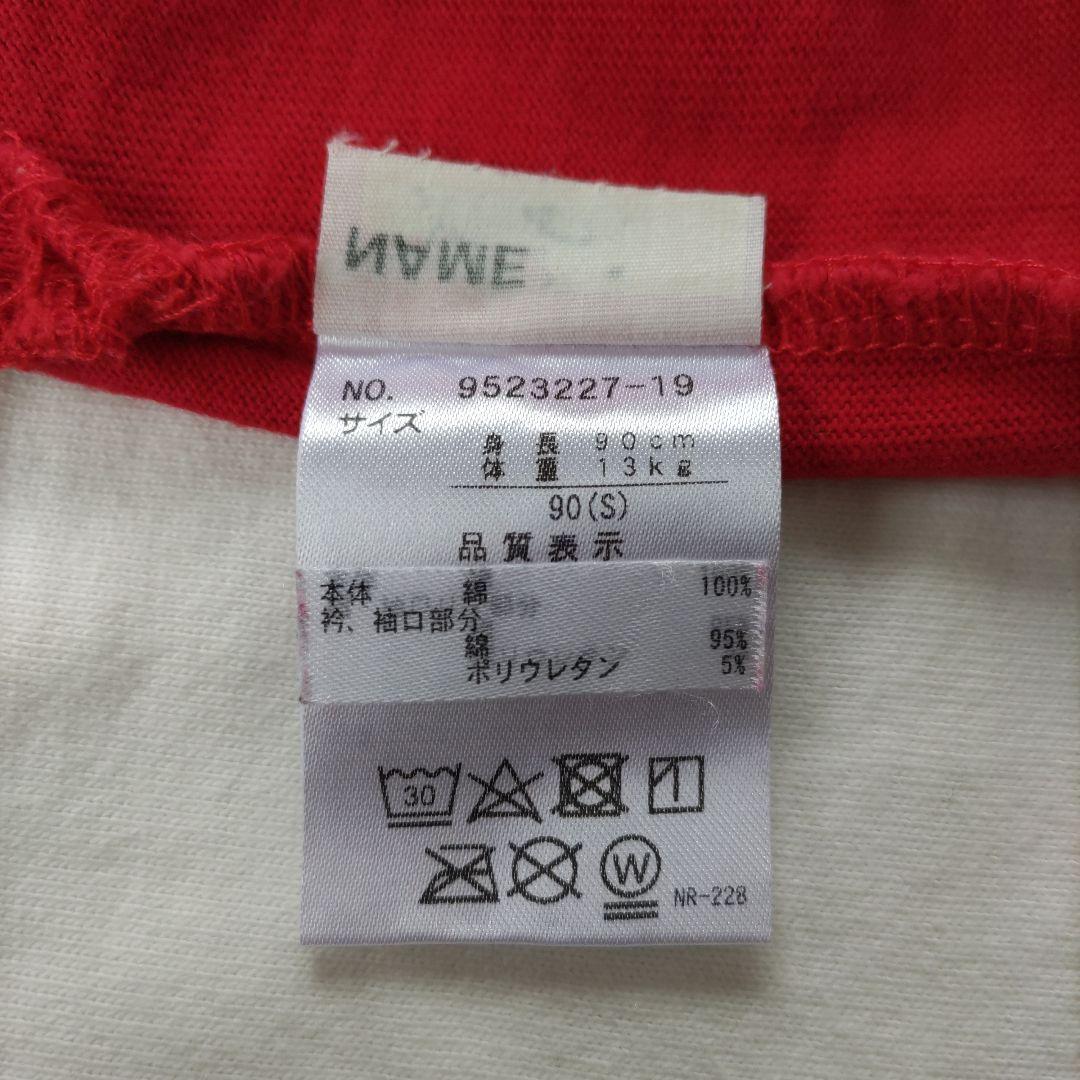 NAME
NO. 9523227-19
サイズ
身長 90cm
体重 13kg
90(S)
品質表示
本体 綿 100%
衿、袖口部分
綿 95%
ポリウレタン 5%
30
W
NR-228